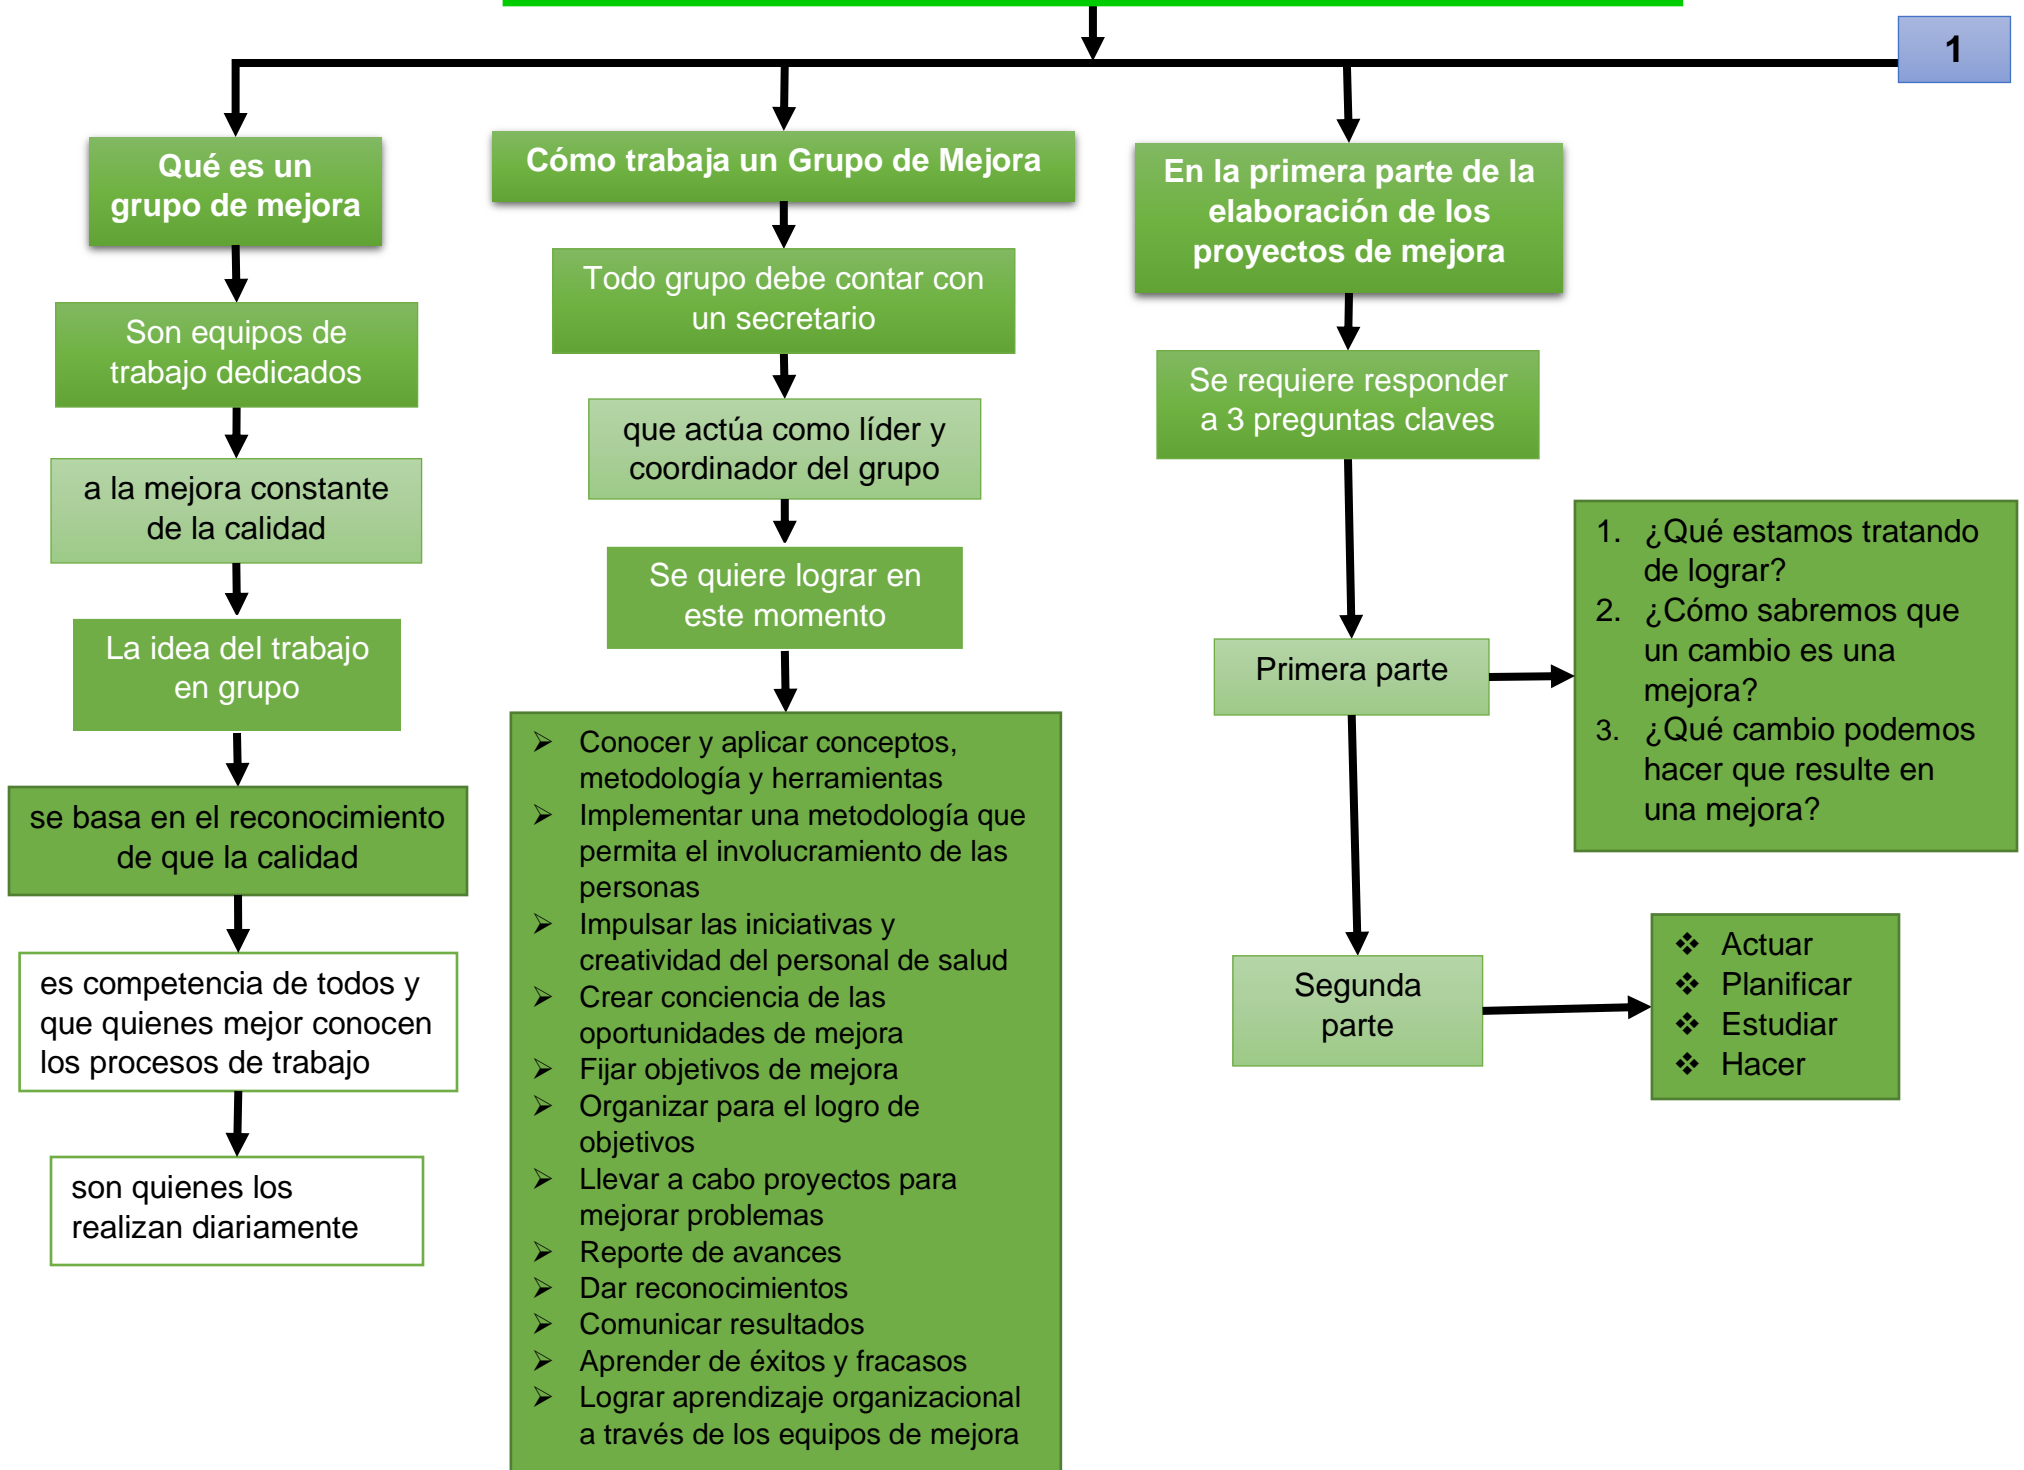 1
Qué es un
grupo de mejora
Son equipos de
trabajo dedicados
a la mejora constante
de la calidad
La idea del trabajo
en grupo
se basa en el reconocimiento
de que la calidad
es competencia de todos y
que quienes mejor conocen
los procesos de trabajo
son quienes los
realizan diariamente
Cómo trabaja un Grupo de Mejora
Todo grupo debe contar con
un secretario
que actúa como líder y
coordinador del grupo
Se quiere lograr en
este momento
➢ Conocer y aplicar conceptos,
metodología y herramientas
➢ Implementar una metodología que
permita el involucramiento de las
personas
➢ Impulsar las iniciativas y
creatividad del personal de salud
➢ Crear conciencia de las
oportunidades de mejora
➢ Fijar objetivos de mejora
➢ Organizar para el logro de
objetivos
➢ Llevar a cabo proyectos para
mejorar problemas
➢ Reporte de avances
➢ Dar reconocimientos
➢ Comunicar resultados
➢ Aprender de éxitos y fracasos
➢ Lograr aprendizaje organizacional
a través de los equipos de mejora
En la primera parte de la
elaboración de los
proyectos de mejora
Se requiere responder
a 3 preguntas claves
Primera parte
1. ¿Qué estamos tratando
de lograr?
2. ¿Cómo sabremos que
un cambio es una
mejora?
3. ¿Qué cambio podemos
hacer que resulte en
una mejora?
Segunda
parte
❖ Actuar
❖ Planificar
❖ Estudiar
❖ Hacer